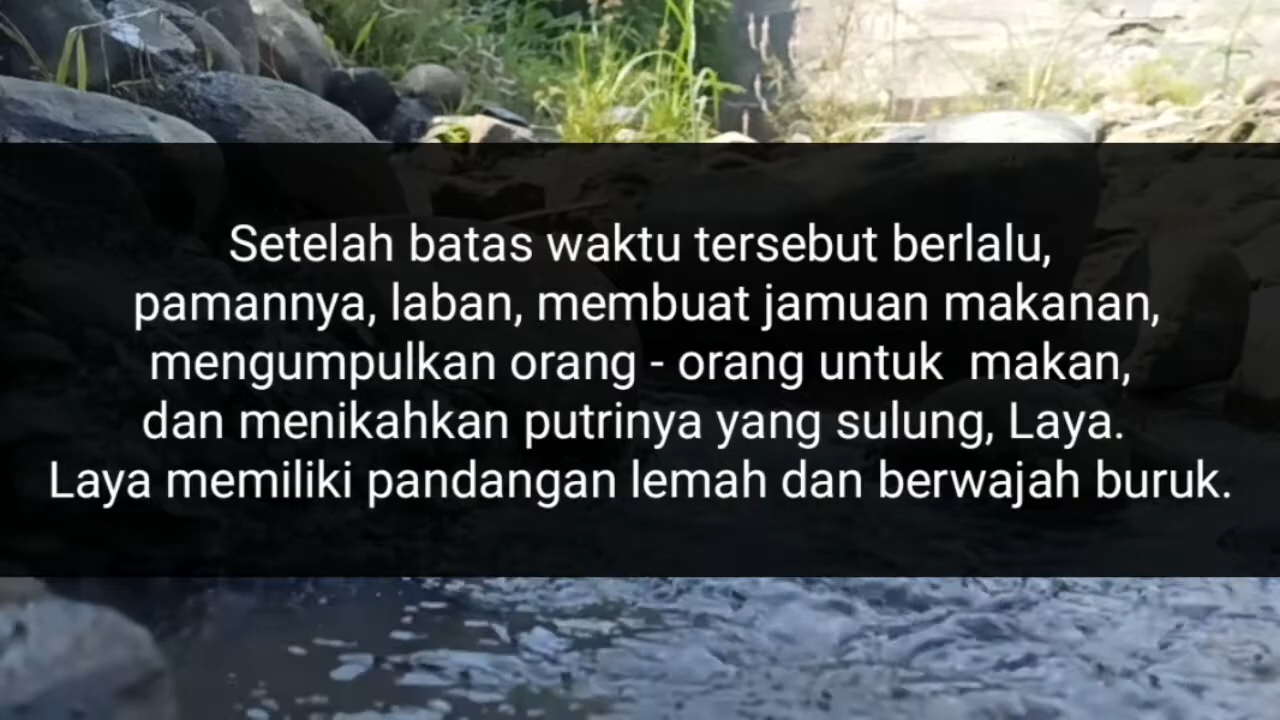 Setelah batas waktu tersebut berlalu,
pamannya, laban, membuat jamuan makanan,
mengumpulkan orang - orang untuk  makan,
dan menikahkan putrinya yang sulung, Laya.
Laya memiliki pandangan lemah dan berwajah buruk.